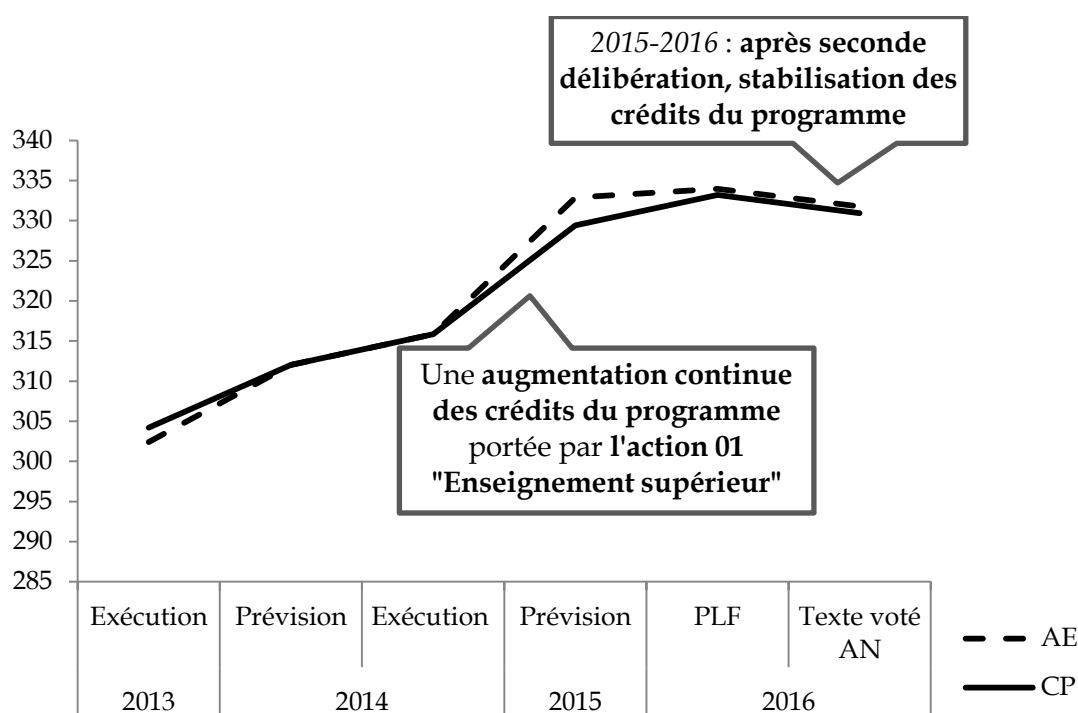 2015-2016 : après seconde
délibération, stabilisation des
crédits du programme
340
335
330
325
320
315
310
305
300
295
290
285
Une augmentation continue
des crédits du programme
portée par l'action 01
"Enseignement supérieur"
Exécution Prévision Exécution Prévision PLF Texte voté
AN
2013 2014 2015 2016
AE
CP